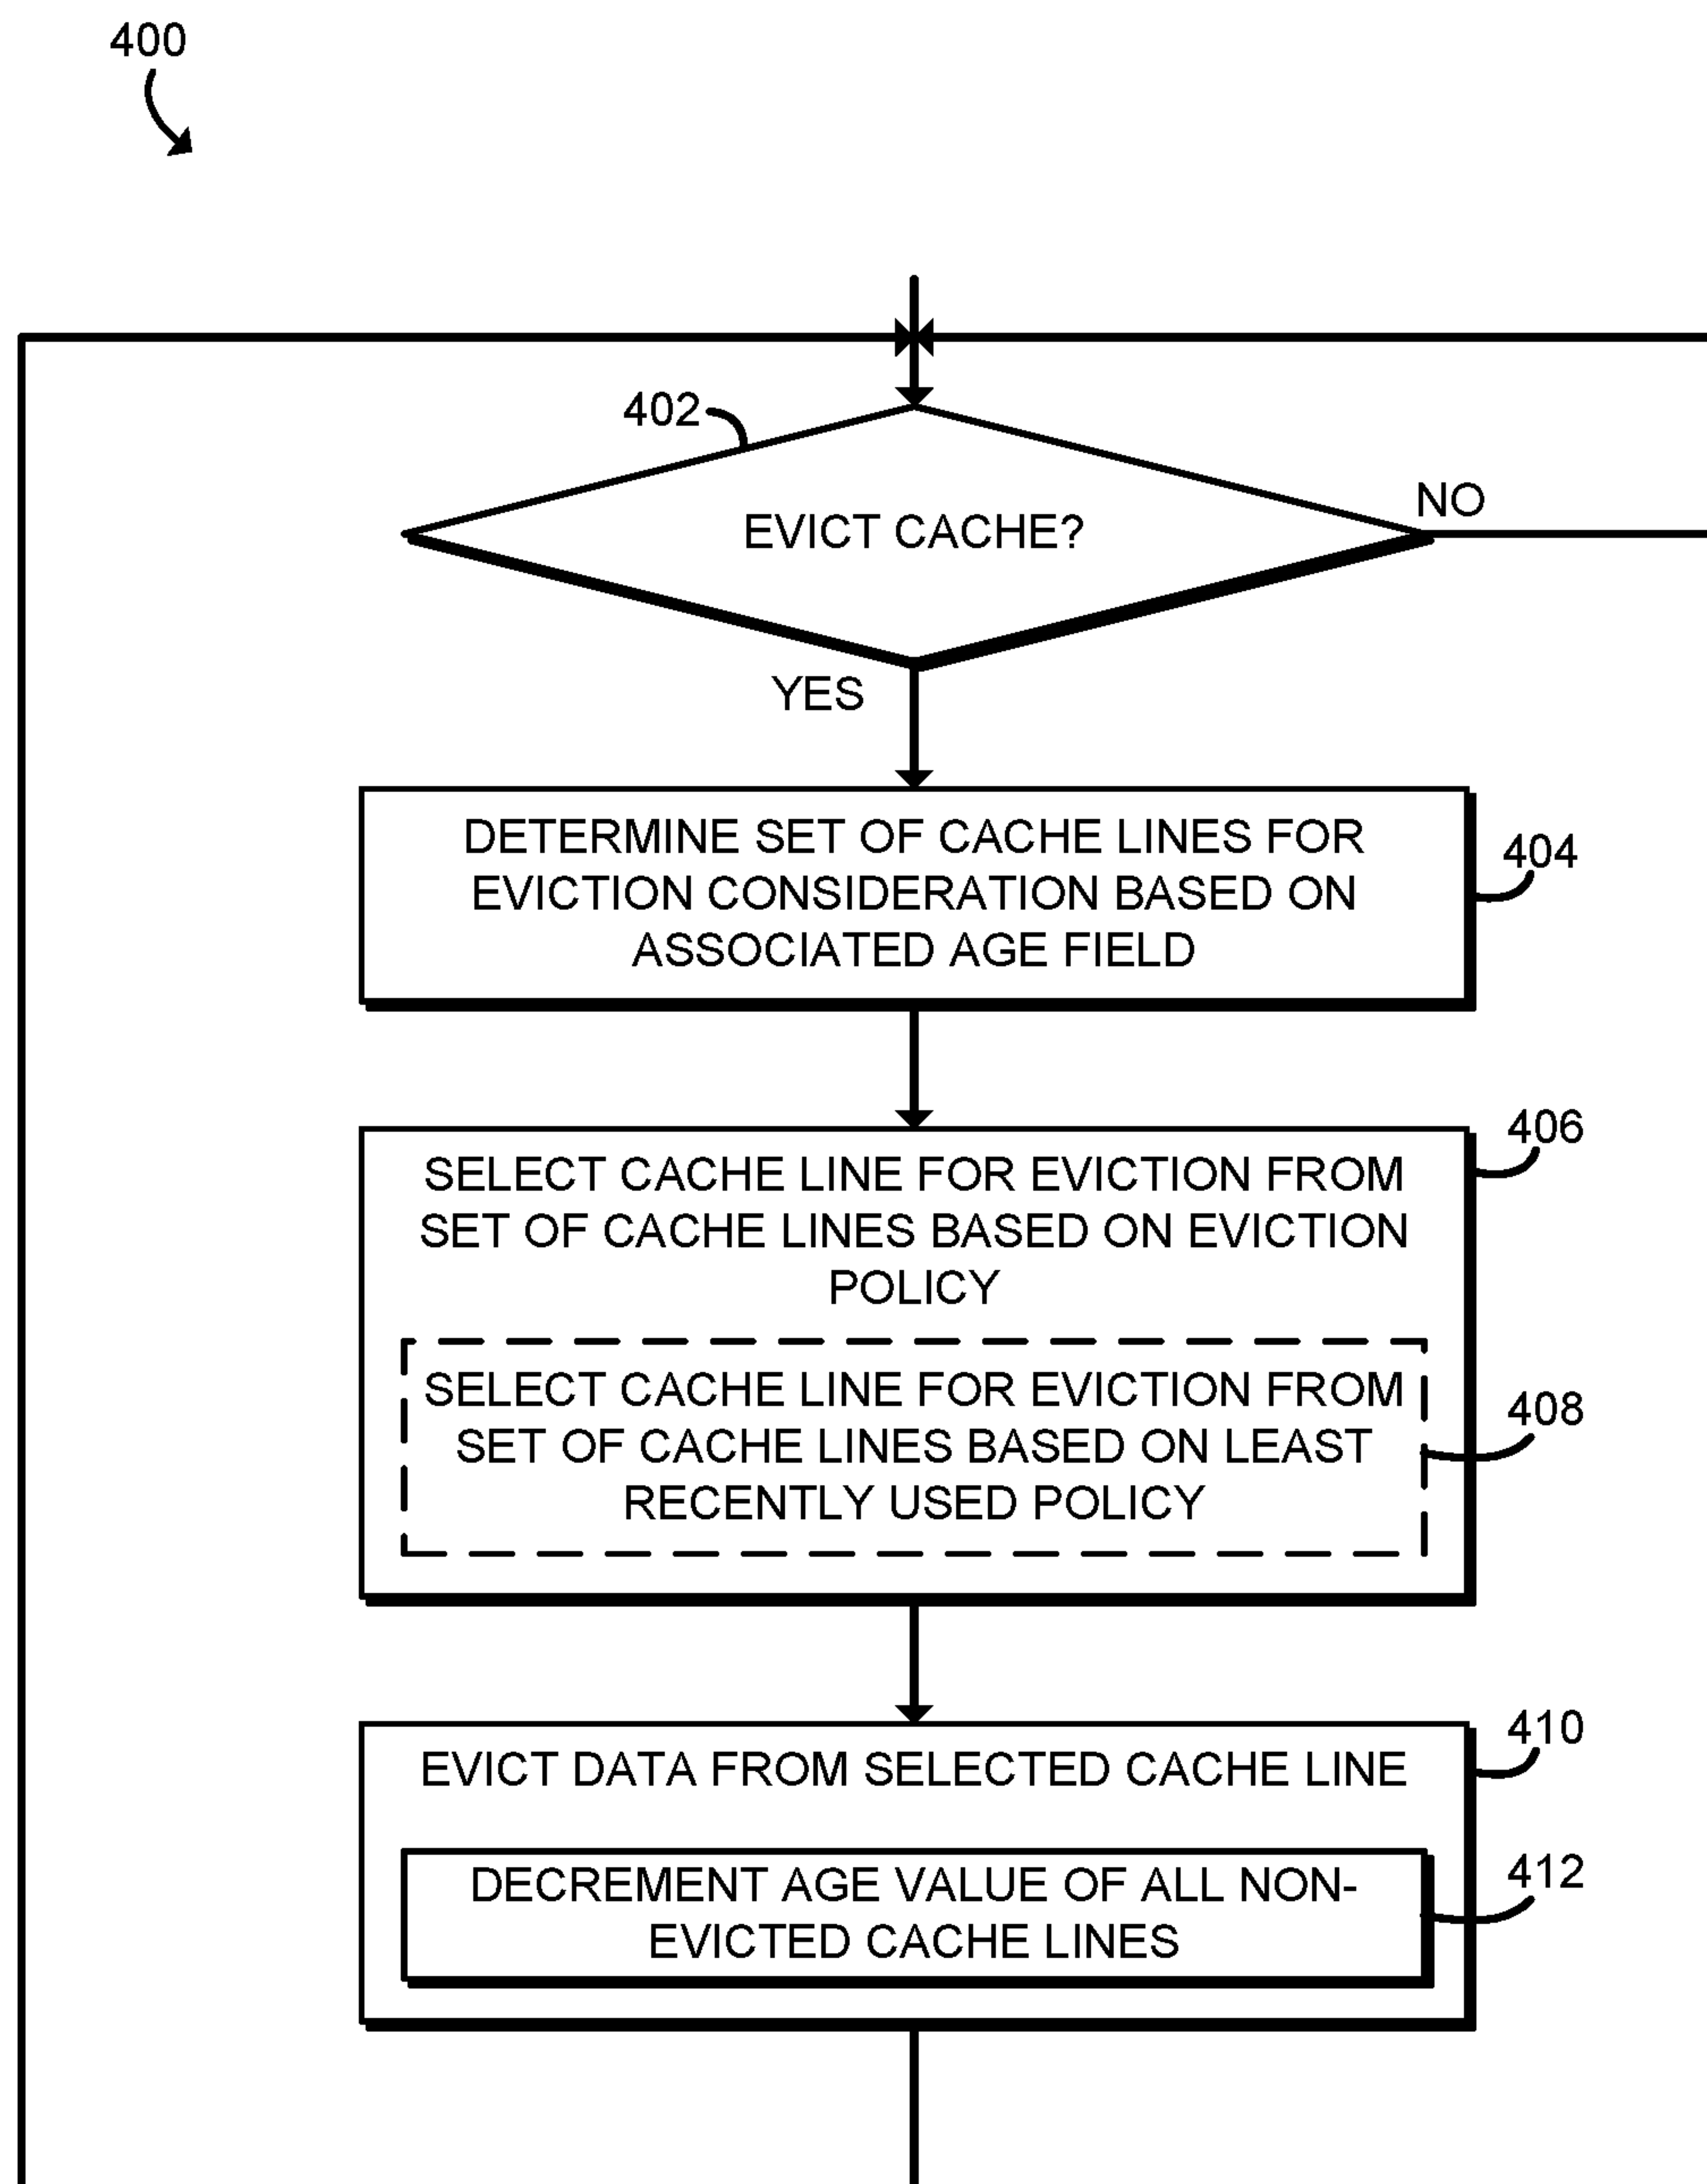 400
402
EVICT CACHE?
NO
YES
DETERMINE SET OF CACHE LINES FOR
EVICTION CONSIDERATION BASED ON
ASSOCIATED AGE FIELD
404
406
SELECT CACHE LINE FOR EVICTION FROM
SET OF CACHE LINES BASED ON EVICTION
POLICY
SELECT CACHE LINE FOR EVICTION FROM
SET OF CACHE LINES BASED ON LEAST
RECENTLY USED POLICY
408
410
EVICT DATA FROM SELECTED CACHE LINE
412
DECREMENT AGE VALUE OF ALL NON-
EVICTED CACHE LINES